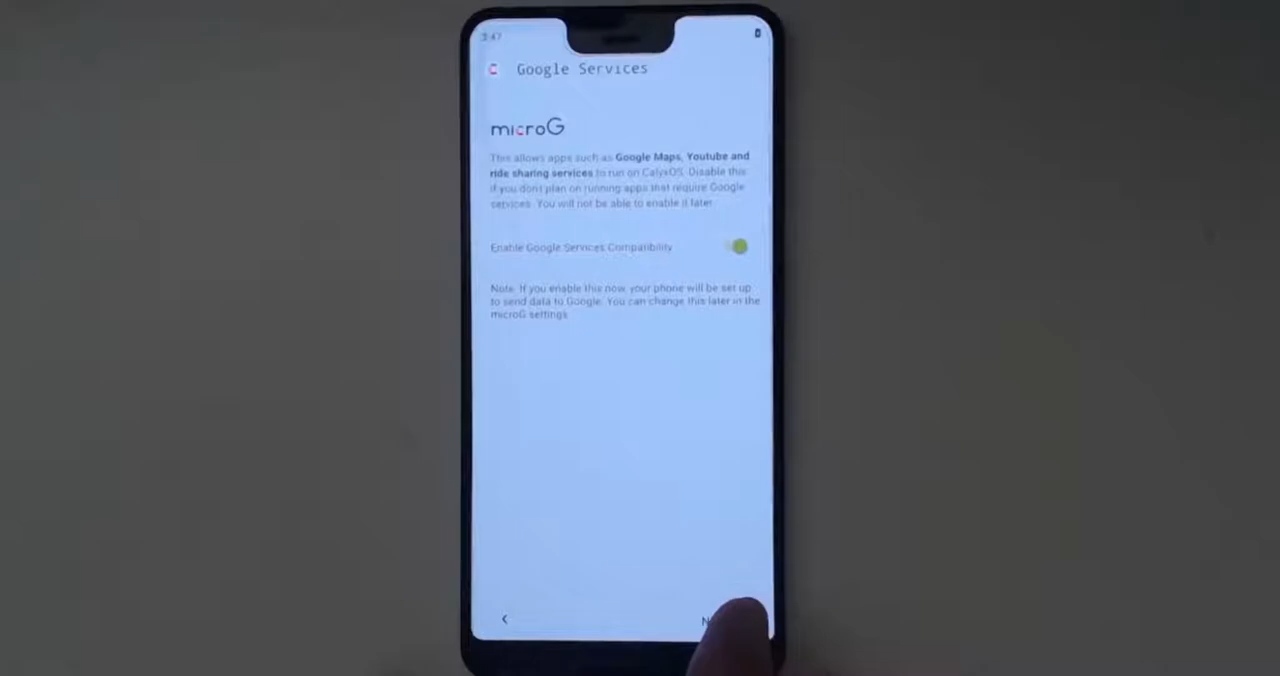 3:47
Google Services
microG
This allows apps such as Google Maps, Youtube and
ride sharing services to run on CalyxOS. Disable this
if you dont plan on running apps that require Google
services. You will not be able to enable it later.
Enable Google Services Compatibility
Note: If you enable this now, your phone will be set up
to send data to Google. You can change this later in the
microG settings.